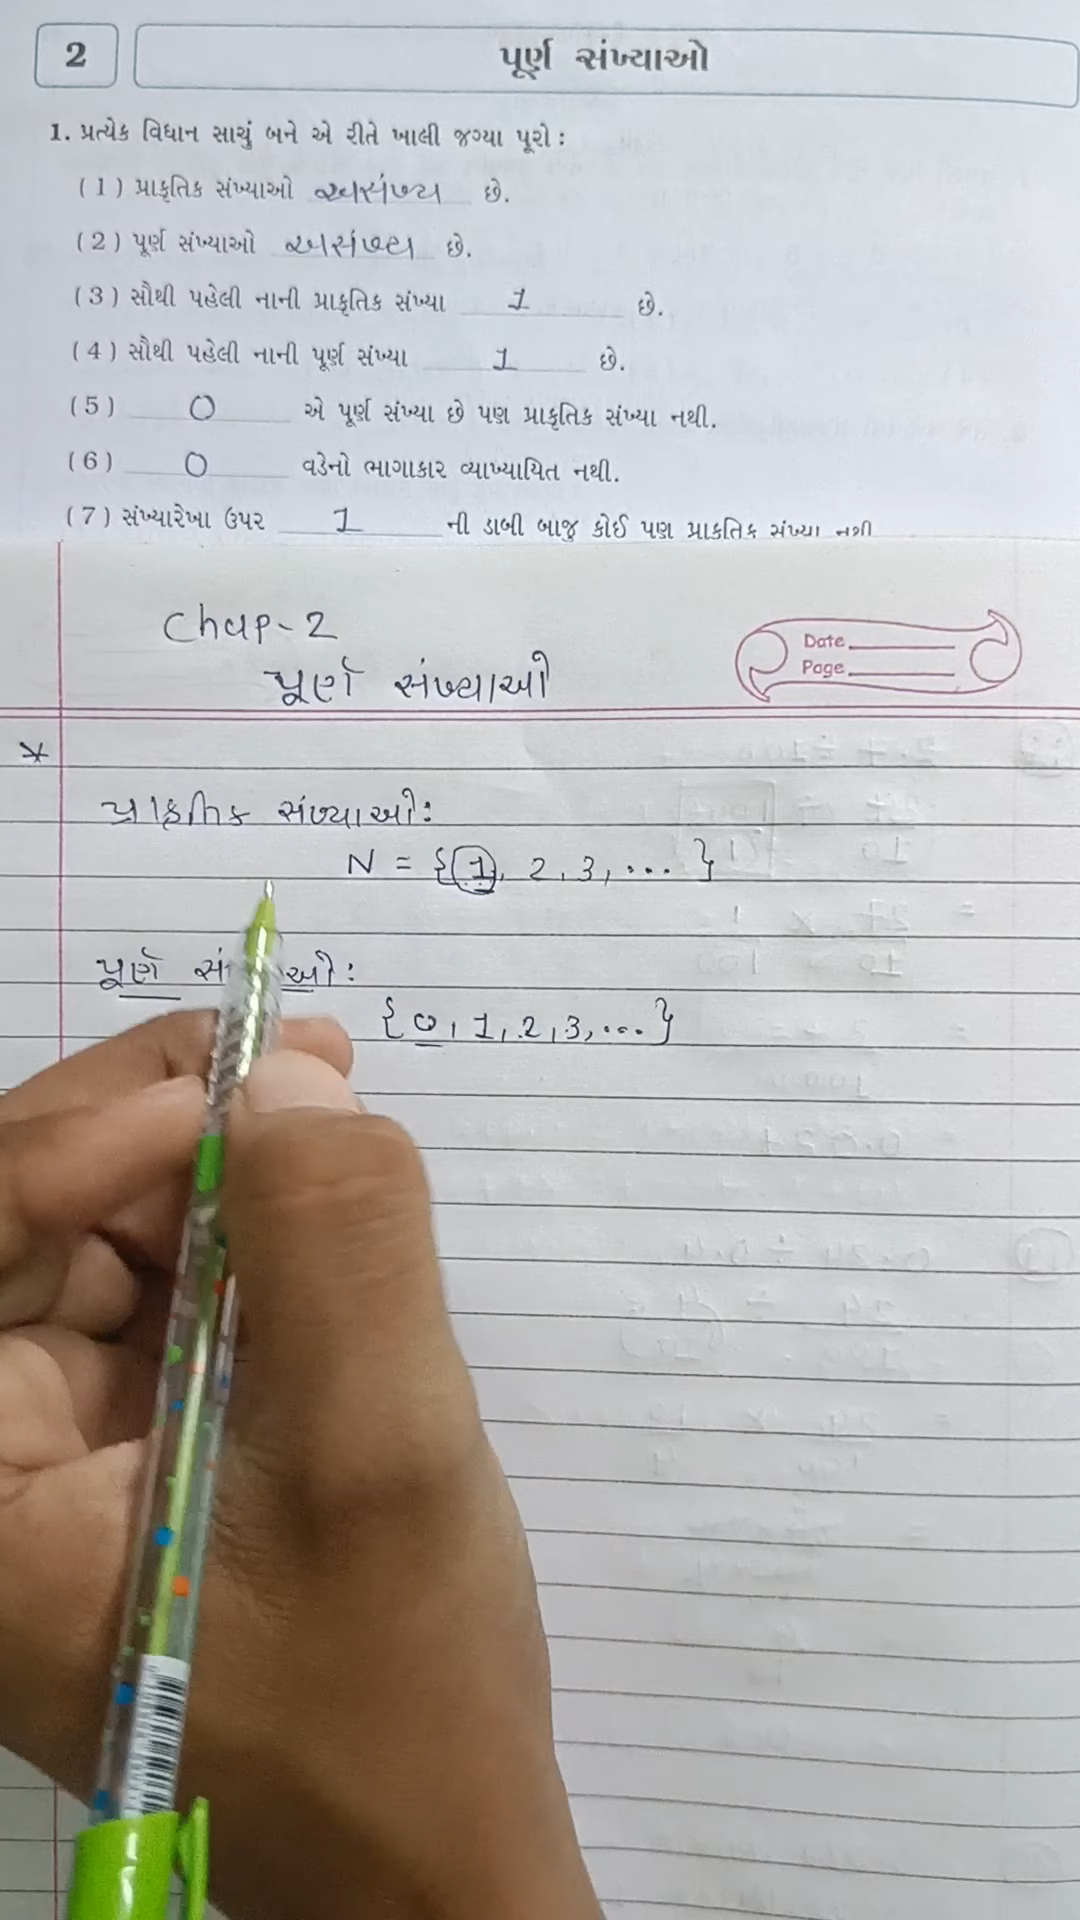 2 પૂર્ણ સંખ્યાઓ
1. પ્રત્યેક વિધાન સાચું બને એ રીતે ખાલી જગ્યા પૂરો :
(1) પ્રાકૃતિક સંખ્યાઓ અસંખ્ય છે.
(2) પૂર્ણ સંખ્યાઓ અસંખ્ય છે.
(3) સૌથી પહેલી નાની પ્રાકૃતિક સંખ્યા 1 છે.
(4) સૌથી પહેલી નાની પૂર્ણ સંખ્યા 1 છે.
(5) 0 એ પૂર્ણ સંખ્યા છે પણ પ્રાકૃતિક સંખ્યા નથી.
(6) 0 વડેનો ભાગાકાર વ્યાખ્યાયિત નથી.
(7) સંખ્યારેખા ઉપર 1 ની ડાબી બાજુ કોઈ પણ પ્રાકૃતિક સંખ્યા નથી
Chap-2
પૂર્ણ સંખ્યાઓ
Date
Page
*
પ્રાકૃતિક સંખ્યાઓ:
N = {1, 2, 3, ... }
પૂર્ણ
{0, 1, 2, 3, ...}